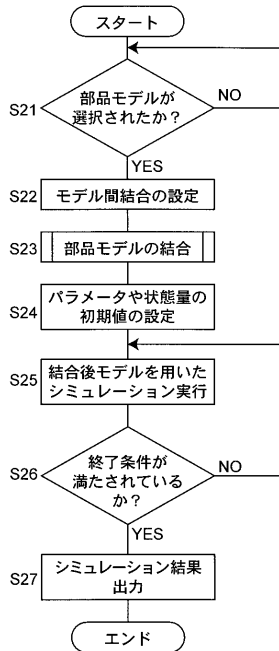 スタート
S21
部品モデルが
選択されたか？
NO
YES
S22
モデル間結合の設定
S23
部品モデルの結合
S24
パラメータや状態量の
初期値の設定
S25
結合後モデルを用いた
シミュレーション実行
S26
終了条件が
満たされている
か？
NO
YES
S27
シミュレーション結果
出力
エンド